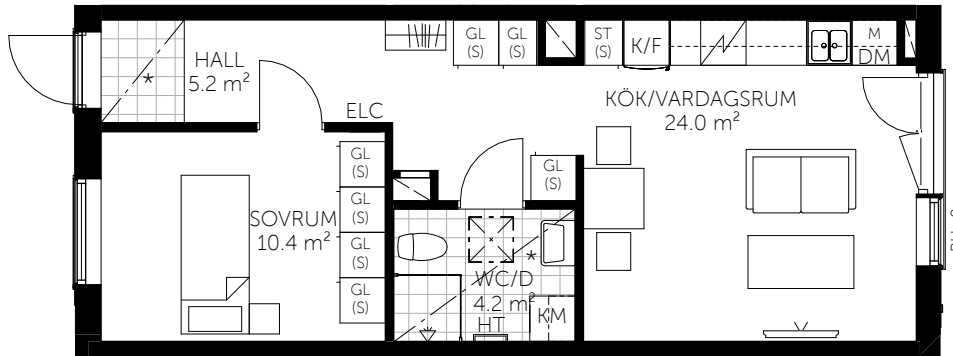 HALL
5.2 m²
GL
(S)
GL
(S)
ST
(S)
K/F
M
DM
KÖK/VARDAGSRUM
24.0 m²
ELC
GL
(S)
GL
(S)
GL
(S)
GL
(S)
GL
(S)
SOVRUM
10.4 m²
WC/D
4.2 m²
HT
KM